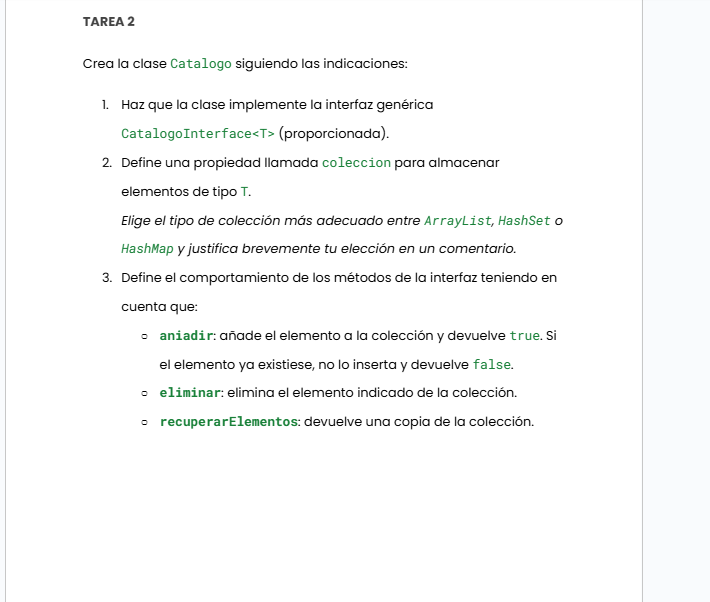 TAREA 2
Crea la clase Catalogo siguiendo las indicaciones:
1. Haz que la clase implemente la interfaz genérica
CatalogoInterface<T> (proporcionada).
2. Define una propiedad llamada coleccion para almacenar
elementos de tipo T.
Elige el tipo de colección más adecuado entre ArrayList, HashSet o
HashMap y justifica brevemente tu elección en un comentario.
3. Define el comportamiento de los métodos de la interfaz teniendo en
cuenta que:
○ aniadir: añade el elemento a la colección y devuelve true. Si
el elemento ya existiese, no lo inserta y devuelve false.
○ eliminar: elimina el elemento indicado de la colección.
○ recuperarElementos: devuelve una copia de la colección.